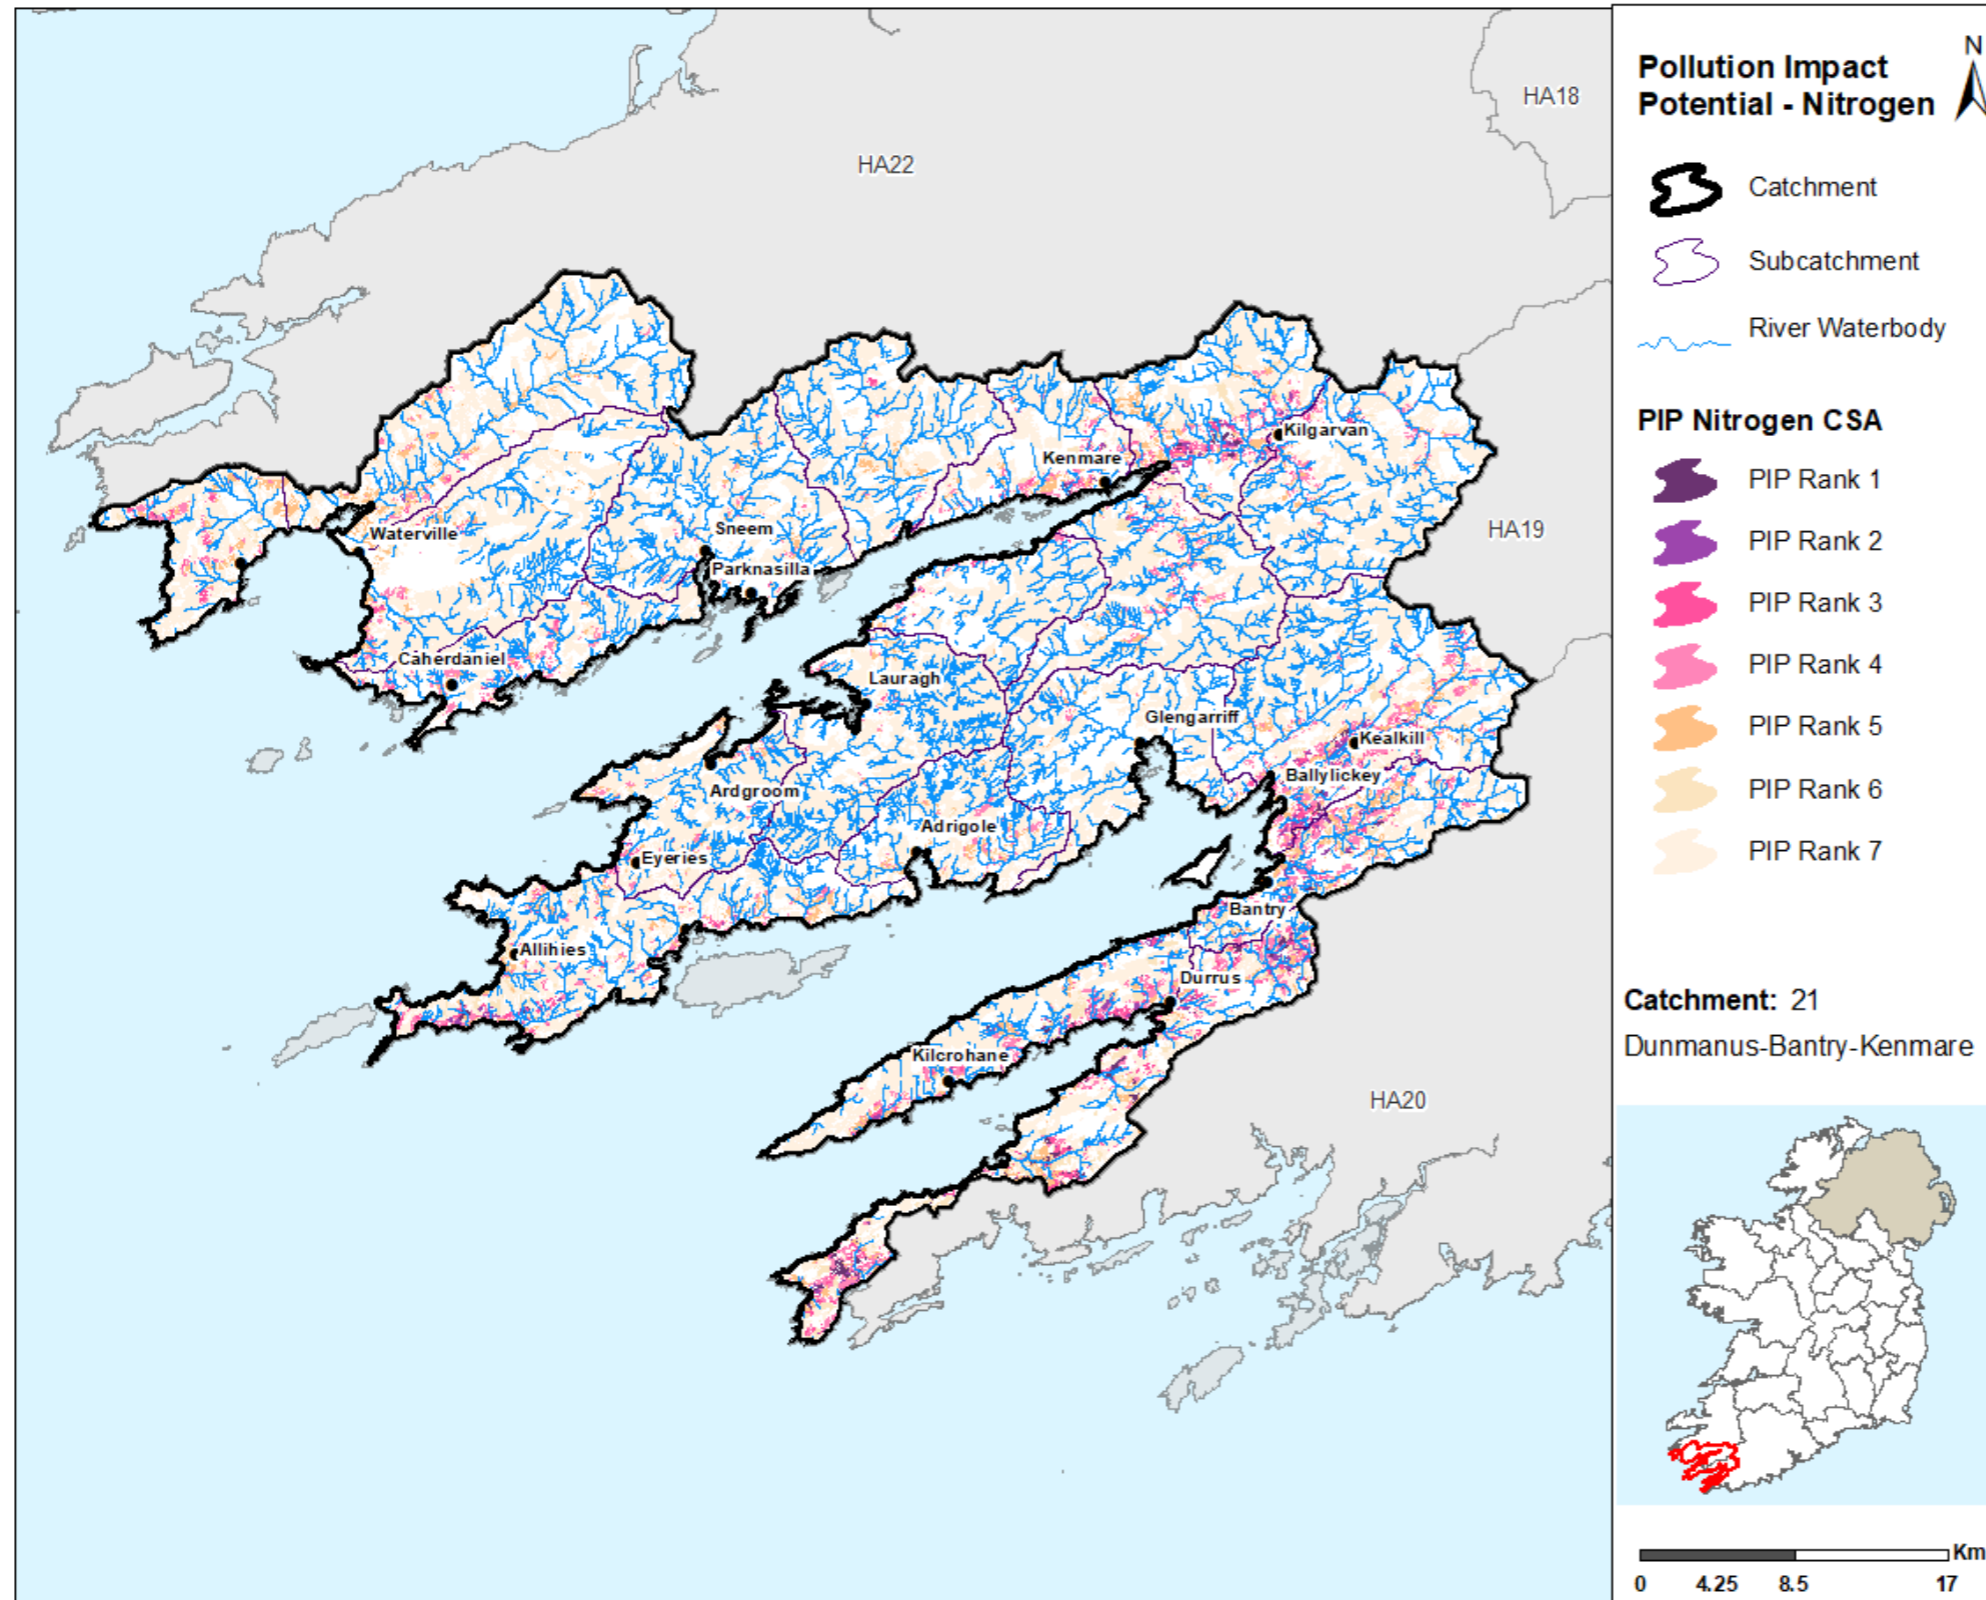 HA18
HA22
HA19
HA20
Kilgarvan
Kenmare
Waterville
Sneem
Parknasilla
Caherdaniel
Lauragh
Glengarriff
Kealkill
Ballylickey
Ardgroom
Adrigole
Eyeries
Bantry
Allihies
Durrus
Kilcrohane
N
Pollution Impact
Potential - Nitrogen
Catchment
Subcatchment
River Waterbody
PIP Nitrogen CSA
PIP Rank 1
PIP Rank 2
PIP Rank 3
PIP Rank 4
PIP Rank 5
PIP Rank 6
PIP Rank 7
Catchment: 21
Dunmanus-Bantry-Kenmare
Km
0 4.25 8.5 17